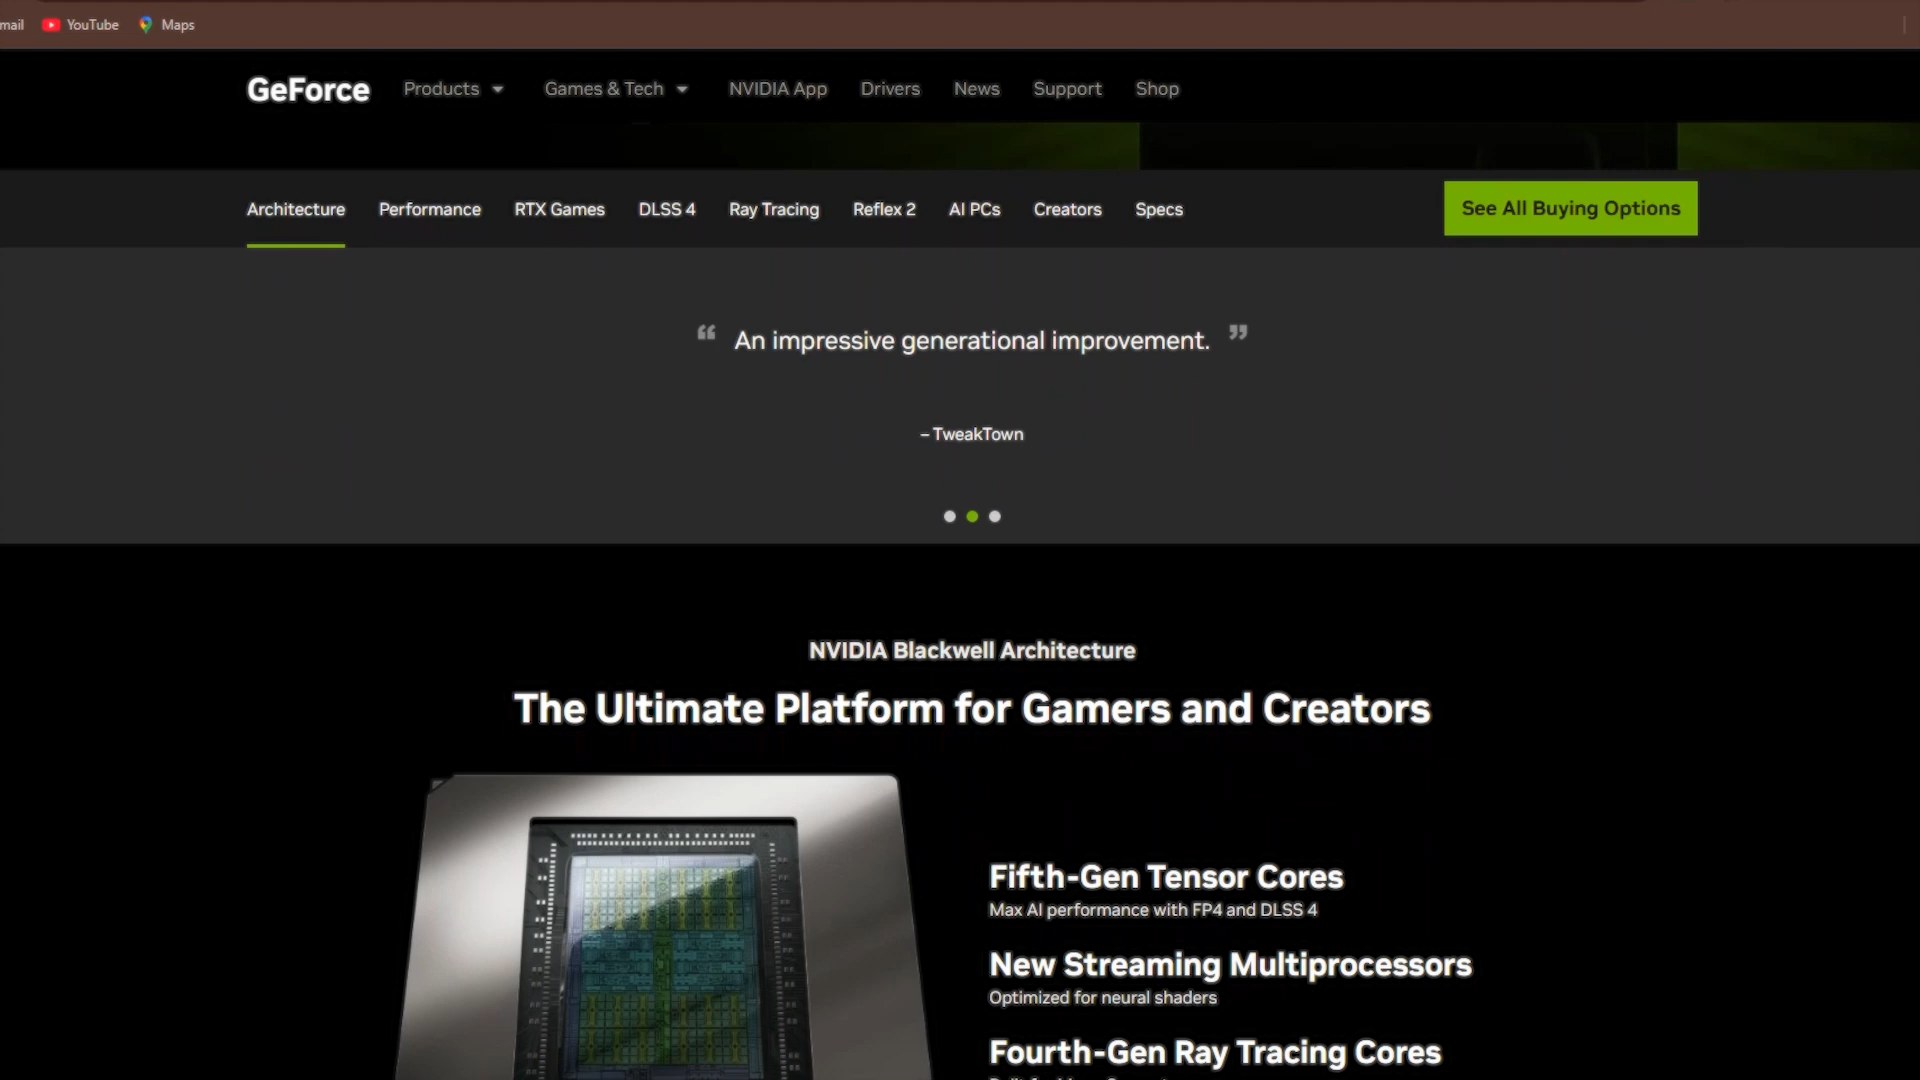 mail YouTube Maps
GeForce Products Games & Tech NVIDIA App Drivers News Support Shop
Architecture Performance RTX Games DLSS 4 Ray Tracing Reflex 2 AI PCs Creators Specs See All Buying Options
“ An impressive generational improvement. ”
– TweakTown
NVIDIA Blackwell Architecture
The Ultimate Platform for Gamers and Creators
Fifth-Gen Tensor Cores
Max AI performance with FP4 and DLSS 4
New Streaming Multiprocessors
Optimized for neural shaders
Fourth-Gen Ray Tracing Cores